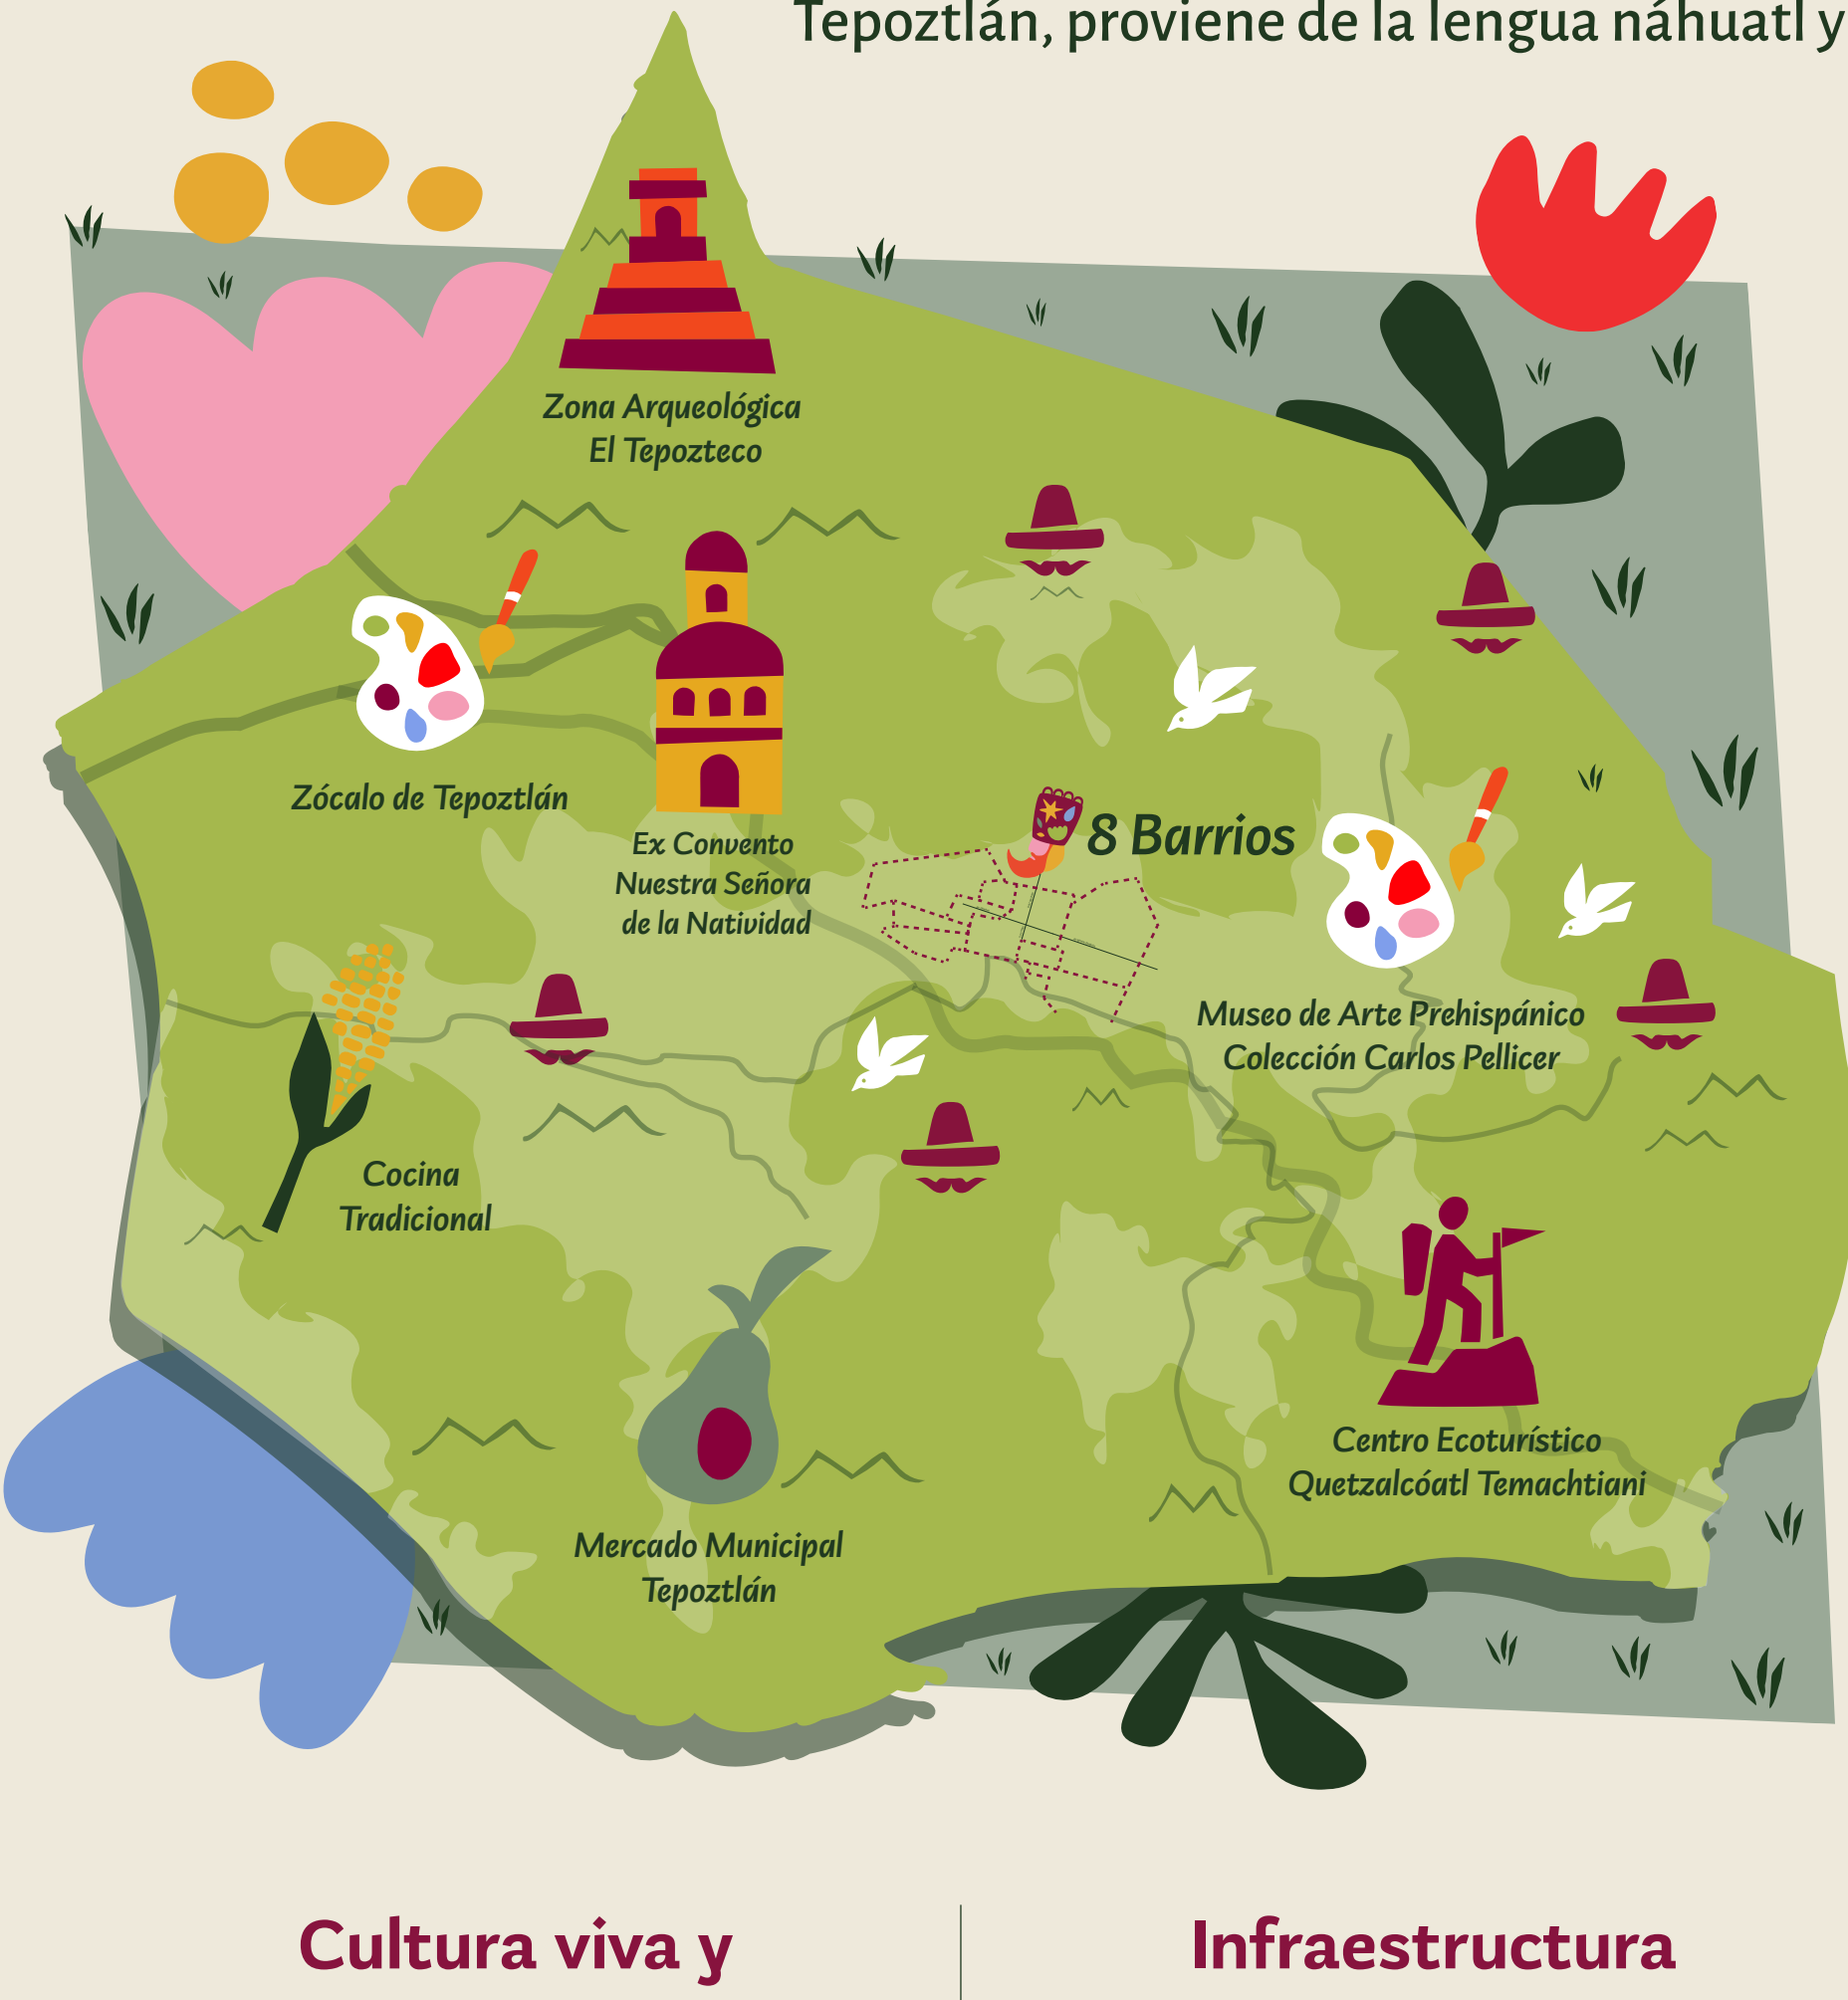 Tepoztlán, proviene de la lengua náhuatl y
Zona Arqueológica
El Tepozteco
Zócalo de Tepoztlán
Ex Convento
Nuestra Señora
de la Natividad
8 Barrios
Museo de Arte Prehispánico
Colección Carlos Pellicer
Cocina
Tradicional
Centro Ecoturístico
Quetzalcóatl Temachtiani
Mercado Municipal
Tepoztlán
Cultura viva y
Infraestructura